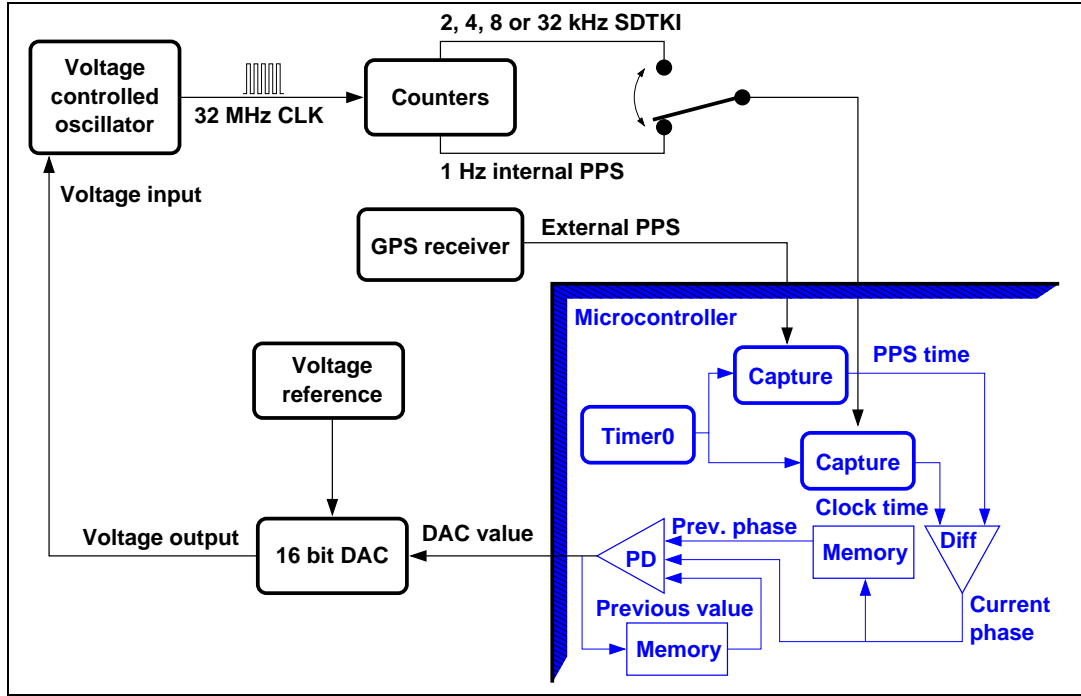 2, 4, 8 or 32 kHz SDTKI
Voltage
controlled
oscillator
32 MHz CLK
Counters
1 Hz internal PPS
Voltage input
GPS receiver
External PPS
Microcontroller
Voltage
reference
Capture
PPS time
Timer0
Capture
Clock time
Voltage output
16 bit DAC
DAC value
PD
Prev. phase
Memory
Diff
Previous value
Memory
Current
phase